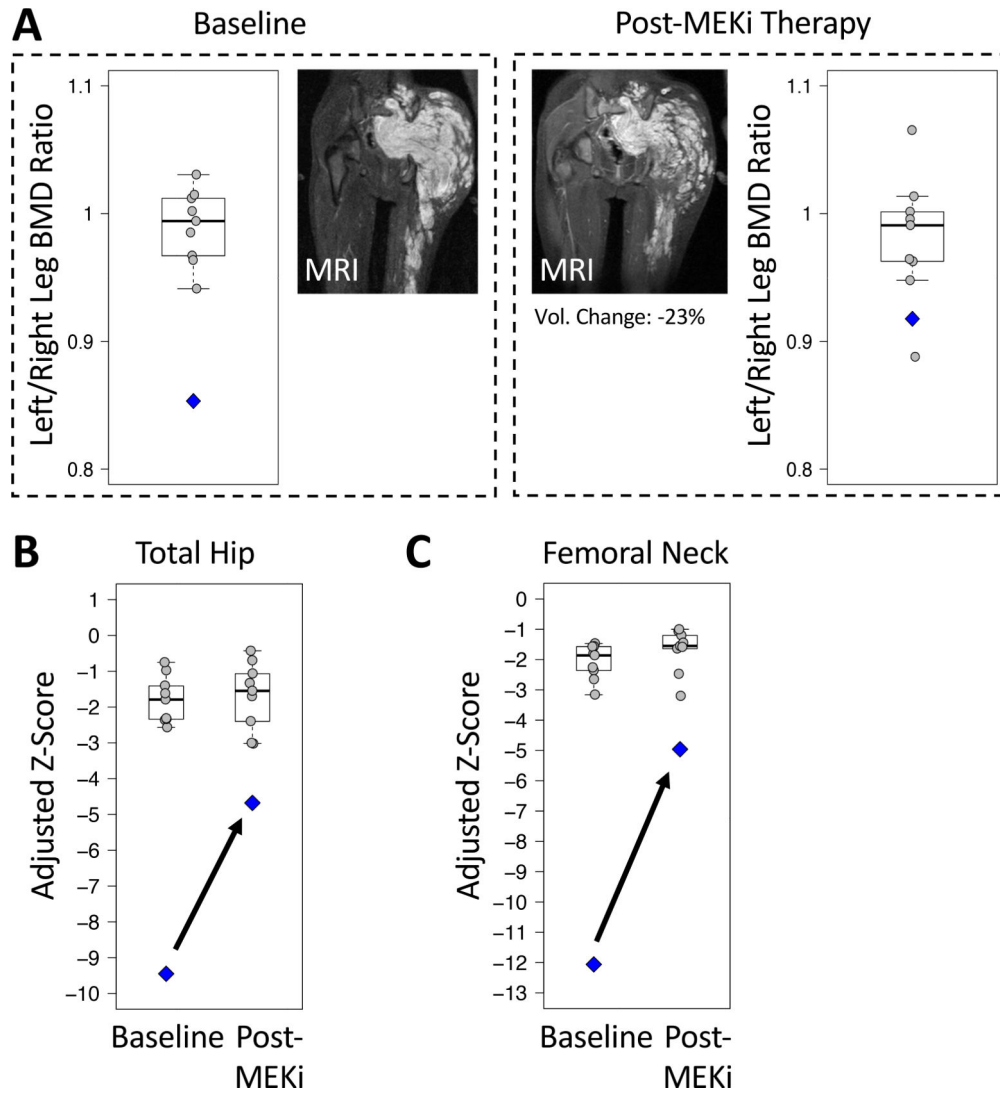 A
Baseline
Post-MEKi Therapy
Left/Right Leg BMD Ratio
1.1
1
0.9
0.8
MRI
MRI
Vol. Change: -23%
Left/Right Leg BMD Ratio
1.1
1
0.9
0.8
B
Total Hip
Adjusted Z-Score
1
0
−1
−2
−3
−4
−5
−6
−7
−8
−9
−10
Baseline
Post-
MEKi
C
Femoral Neck
Adjusted Z-Score
0
−1
−2
−3
−4
−5
−6
−7
−8
−9
−10
−11
−12
−13
Baseline
Post-
MEKi